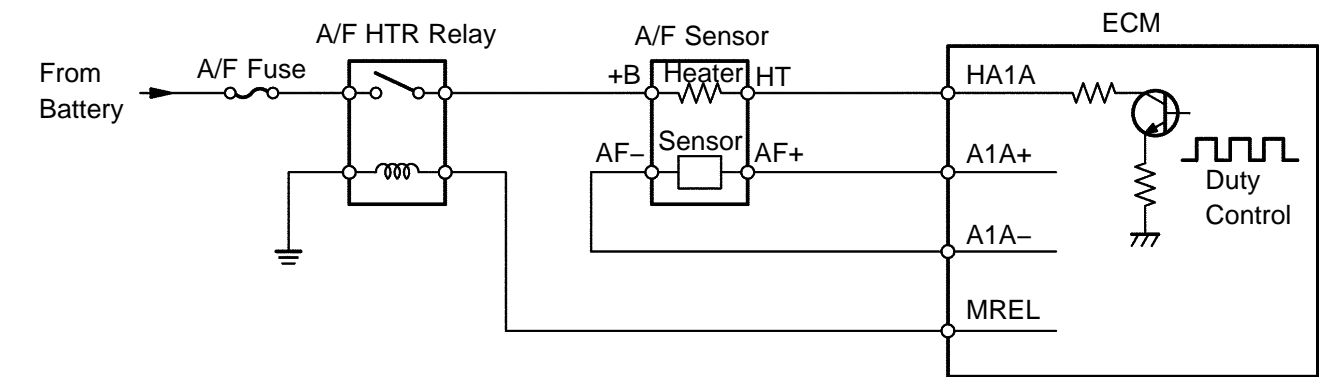 ECM
A/F HTR Relay
A/F Sensor
From
Battery
A/F Fuse
+B
Heater
HT
HA1A
AF−
Sensor
AF+
A1A+
Duty
Control
A1A−
MREL